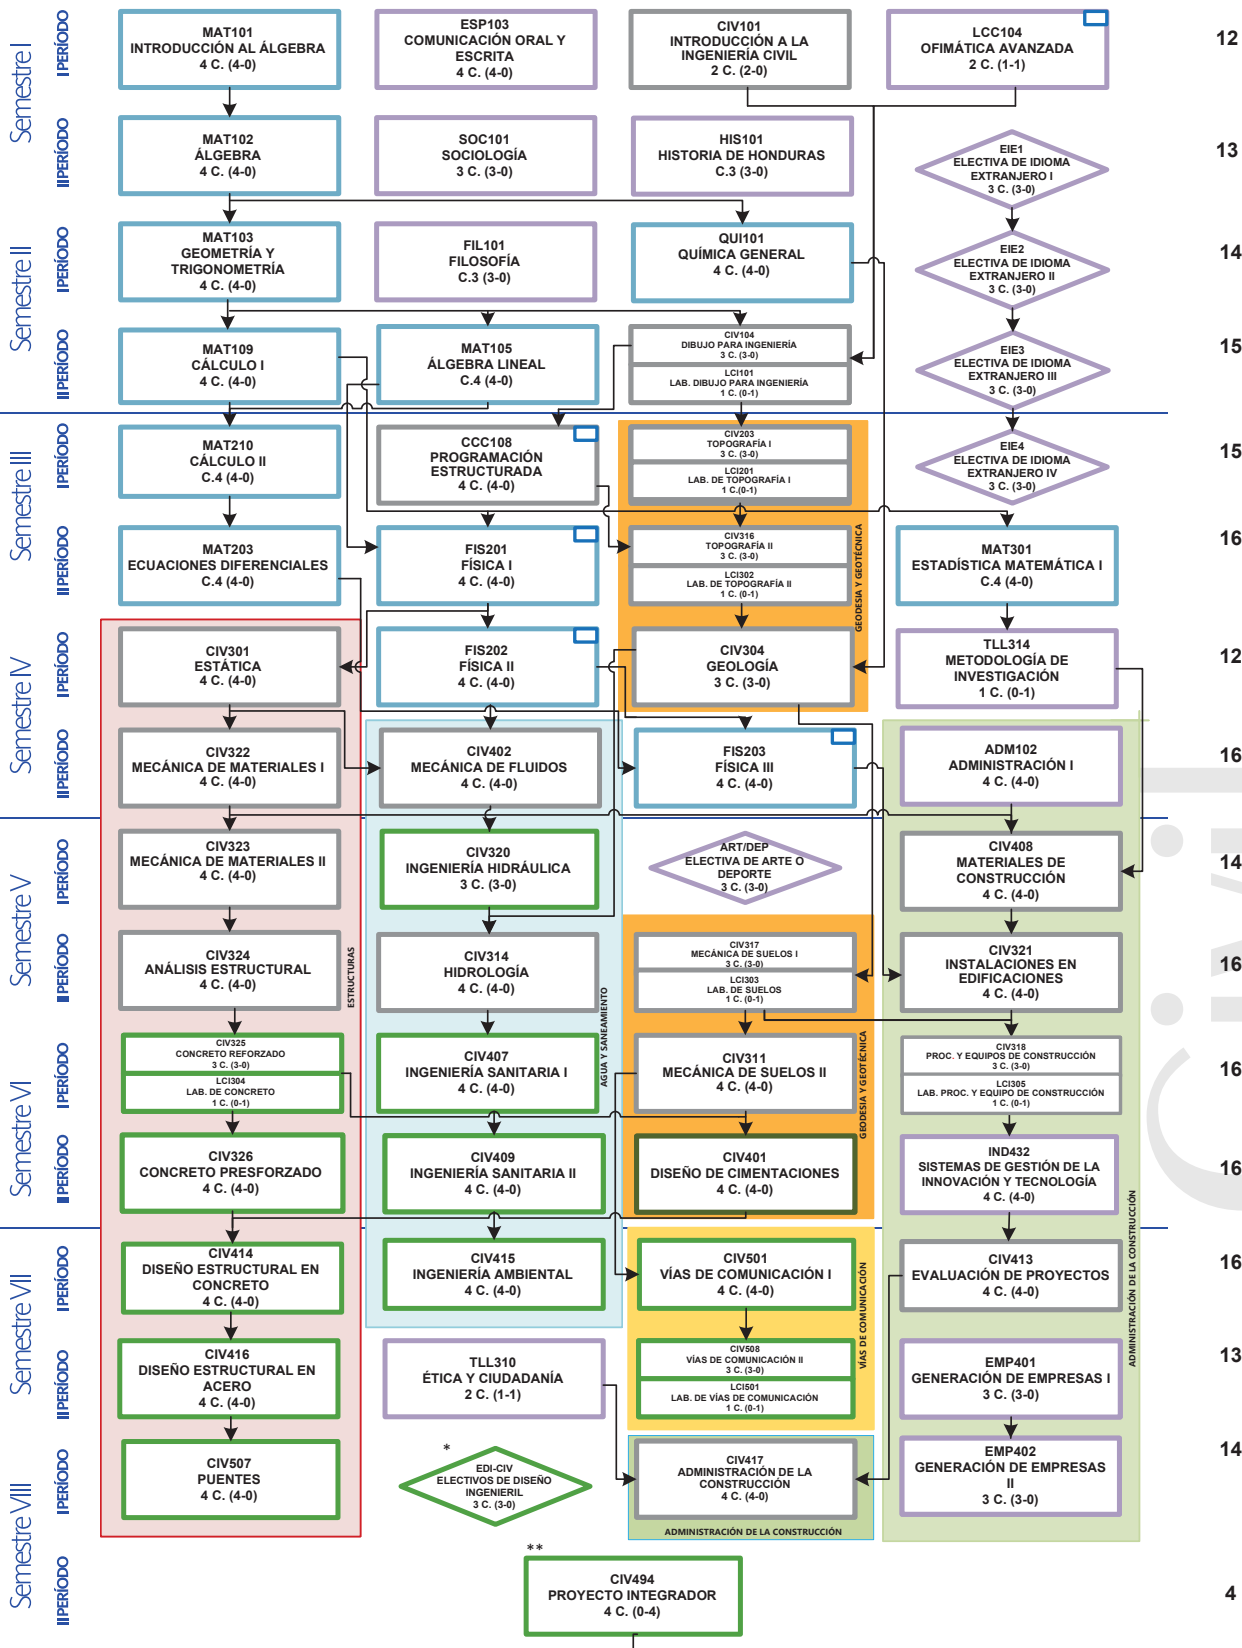 Semestre I
I PERÍODO
MAT101
INTRODUCCIÓN AL ÁLGEBRA
4 C. (4-0)
ESP103
COMUNICACIÓN ORAL Y
ESCRITA
4 C. (4-0)
CIV101
INTRODUCCIÓN A LA
INGENIERÍA CIVIL
2 C. (2-0)
LCC104
OFIMÁTICA AVANZADA
2 C. (1-1)
12
II PERÍODO
MAT102
ÁLGEBRA
4 C. (4-0)
SOC101
SOCIOLOGÍA
3 C. (3-0)
HIS101
HISTORIA DE HONDURAS
C.3 (3-0)
EIE1
ELECTIVA DE IDIOMA
EXTRANJERO I
3 C. (3-0)
13
Semestre II
I PERÍODO
MAT103
GEOMETRÍA Y
TRIGONOMETRÍA
4 C. (4-0)
FIL101
FILOSOFÍA
C.3 (3-0)
QUI101
QUÍMICA GENERAL
4 C. (4-0)
EIE2
ELECTIVA DE IDIOMA
EXTRANJERO II
3 C. (3-0)
14
II PERÍODO
MAT109
CÁLCULO I
4 C. (4-0)
MAT105
ÁLGEBRA LINEAL
C.4 (4-0)
CIV104
DIBUJO PARA INGENIERÍA
3 C. (3-0)
LCI101
LAB. DIBUJO PARA INGENIERÍA
1 C. (0-1)
EIE3
ELECTIVA DE IDIOMA
EXTRANJERO III
3 C. (3-0)
15
Semestre III
I PERÍODO
MAT210
CÁLCULO II
C.4 (4-0)
CCC108
PROGRAMACIÓN
ESTRUCTURADA
4 C. (4-0)
CIV203
TOPOGRAFÍA I
3 C. (3-0)
LCI201
LAB. DE TOPOGRAFÍA I
1 C.(0-1)
EIE4
ELECTIVA DE IDIOMA
EXTRANJERO IV
3 C. (3-0)
15
II PERÍODO
MAT203
ECUACIONES DIFERENCIALES
C.4 (4-0)
FIS201
FÍSICA I
4 C. (4-0)
CIV316
TOPOGRAFÍA II
3 C. (3-0)
LCI302
LAB. DE TOPOGRAFÍA II
1 C. (0-1)
GEODESIA Y GEOTÉCNICA
MAT301
ESTADÍSTICA MATEMÁTICA I
C.4 (4-0)
16
Semestre IV
I PERÍODO
CIV301
ESTÁTICA
4 C. (4-0)
FIS202
FÍSICA II
4 C. (4-0)
CIV304
GEOLOGÍA
3 C. (3-0)
TLL314
METODOLOGÍA DE
INVESTIGACIÓN
1 C. (0-1)
12
II PERÍODO
CIV322
MECÁNICA DE MATERIALES I
4 C. (4-0)
CIV402
MECÁNICA DE FLUIDOS
4 C. (4-0)
FIS203
FÍSICA III
4 C. (4-0)
ADM102
ADMINISTRACIÓN I
4 C. (4-0)
16
Semestre V
I PERÍODO
CIV323
MECÁNICA DE MATERIALES II
4 C. (4-0)
CIV320
INGENIERÍA HIDRÁULICA
3 C. (3-0)
ART/DEP
ELECTIVA DE ARTE O
DEPORTE
3 C. (3-0)
CIV408
MATERIALES DE
CONSTRUCCIÓN
4 C. (4-0)
14
II PERÍODO
CIV324
ANÁLISIS ESTRUCTURAL
4 C. (4-0)
ESTRUCTURAS
CIV314
HIDROLOGÍA
4 C. (4-0)
CIV317
MECÁNICA DE SUELOS I
3 C. (3-0)
LCI303
LAB. DE SUELOS
1 C. (0-1)
CIV321
INSTALACIONES EN
EDIFICACIONES
4 C. (4-0)
16
Semestre VI
I PERÍODO
CIV325
CONCRETO REFORZADO
3 C. (3-0)
LCI304
LAB. DE CONCRETO
1 C. (0-1)
CIV407
INGENIERÍA SANITARIA I
4 C. (4-0)
AGUA Y SANEAMIENTO
CIV311
MECÁNICA DE SUELOS II
4 C. (4-0)
GEODESIA Y GEOTÉCNICA
CIV318
PROC. Y EQUIPOS DE CONSTRUCCIÓN
3 C. (3-0)
LCI305
LAB. PROC. Y EQUIPO DE CONSTRUCCIÓN
1 C. (0-1)
16
II PERÍODO
CIV326
CONCRETO PRESFORZADO
4 C. (4-0)
CIV409
INGENIERÍA SANITARIA II
4 C. (4-0)
CIV401
DISEÑO DE CIMENTACIONES
4 C. (4-0)
IND432
SISTEMAS DE GESTIÓN DE LA
INNOVACIÓN Y TECNOLOGÍA
4 C. (4-0)
16
Civil
Semestre VII
I PERÍODO
CIV414
DISEÑO ESTRUCTURAL EN
CONCRETO
4 C. (4-0)
CIV415
INGENIERÍA AMBIENTAL
4 C. (4-0)
CIV501
VÍAS DE COMUNICACIÓN I
4 C. (4-0)
VÍAS DE COMUNICACIÓN
CIV413
EVALUACIÓN DE PROYECTOS
4 C. (4-0)
ADMINISTRACIÓN DE LA CONSTRUCCIÓN
16
II PERÍODO
CIV416
DISEÑO ESTRUCTURAL EN
ACERO
4 C. (4-0)
TLL310
ÉTICA Y CIUDADANÍA
2 C. (1-1)
CIV508
VÍAS DE COMUNICACIÓN II
3 C. (3-0)
LCI501
LAB. DE VÍAS DE COMUNICACIÓN
1 C. (0-1)
EMP401
GENERACIÓN DE EMPRESAS I
3 C. (3-0)
13
Semestre VIII
I PERÍODO
CIV507
PUENTES
4 C. (4-0)
*
EDI-CIV
ELECTIVOS DE DISEÑO
INGENIERIL
3 C. (3-0)
CIV417
ADMINISTRACIÓN DE LA
CONSTRUCCIÓN
4 C. (4-0)
ADMINISTRACIÓN DE LA CONSTRUCCIÓN
EMP402
GENERACIÓN DE EMPRESAS
II
3 C. (3-0)
14
II PERÍODO
**
CIV494
PROYECTO INTEGRADOR
4 C. (0-4)
4